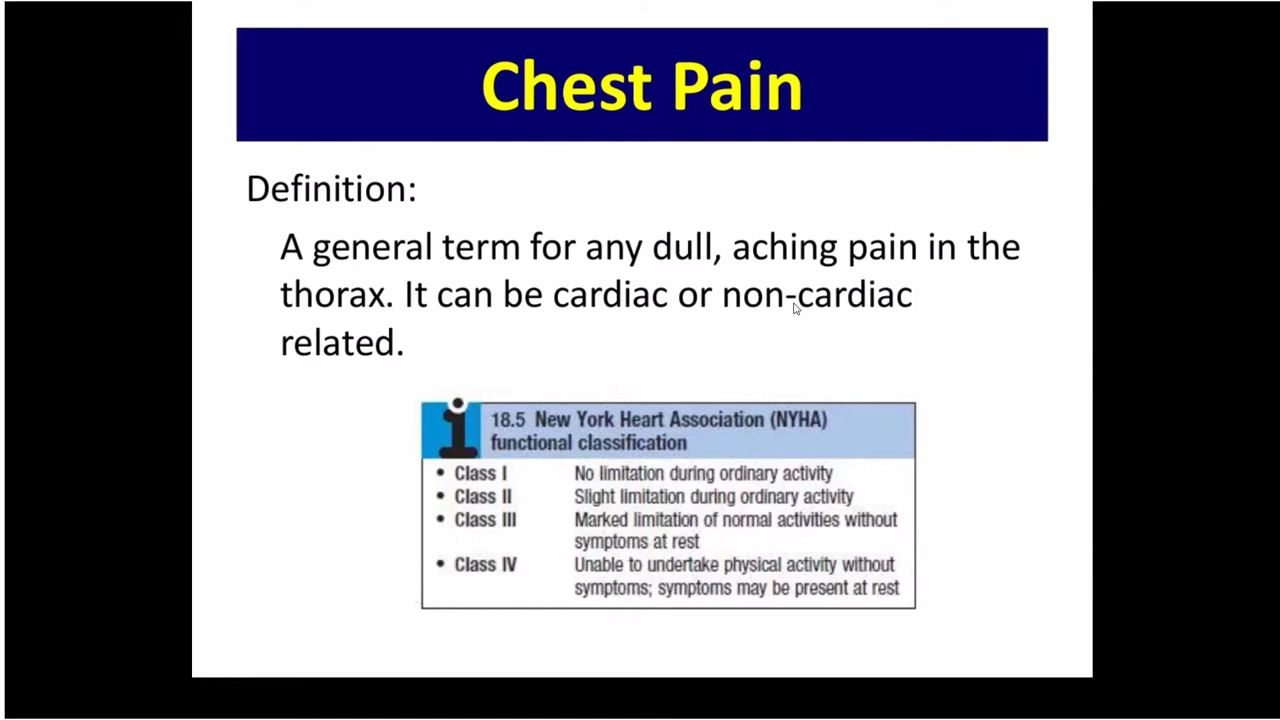 Chest Pain
Definition:
A general term for any dull, aching pain in the
thorax. It can be cardiac or non-cardiac
related.
18.5 New York Heart Association (NYHA)
functional classification
• Class I No limitation during ordinary activity
• Class II Slight limitation during ordinary activity
• Class III Marked limitation of normal activities without
symptoms at rest
• Class IV Unable to undertake physical activity without
symptoms; symptoms may be present at rest